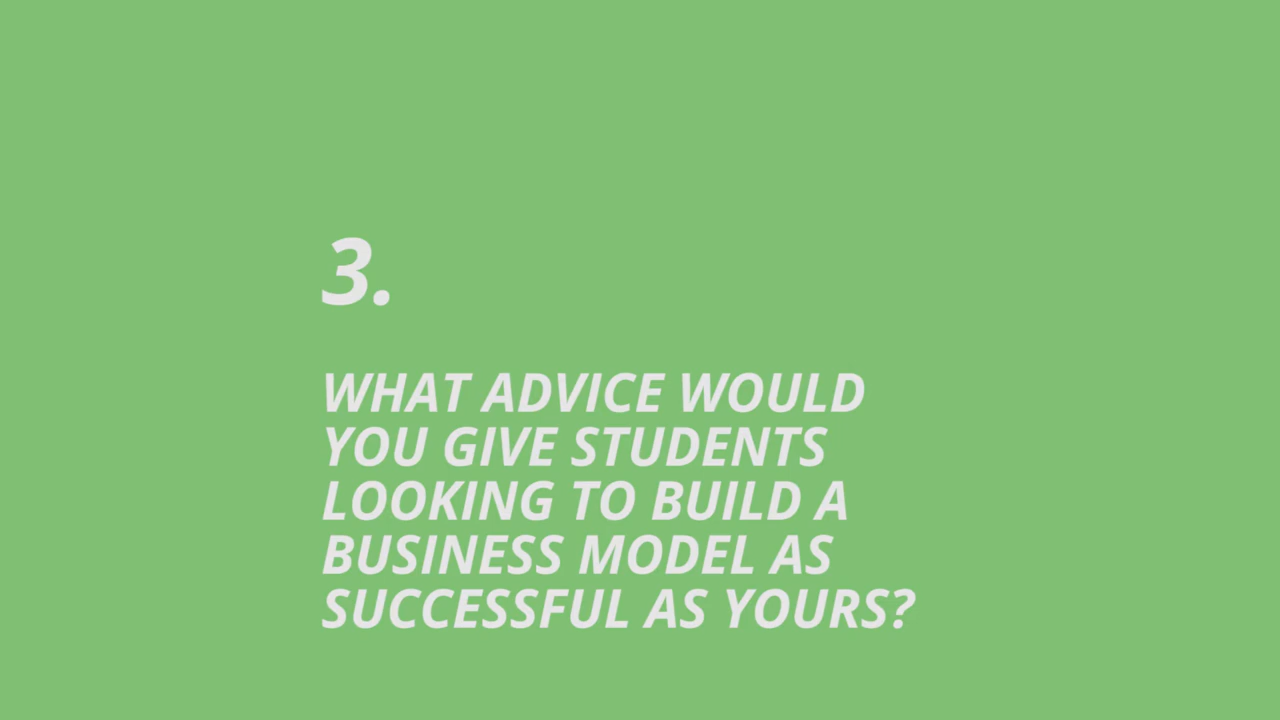 3.
WHAT ADVICE WOULD
YOU GIVE STUDENTS
LOOKING TO BUILD A
BUSINESS MODEL AS
SUCCESSFUL AS YOURS?